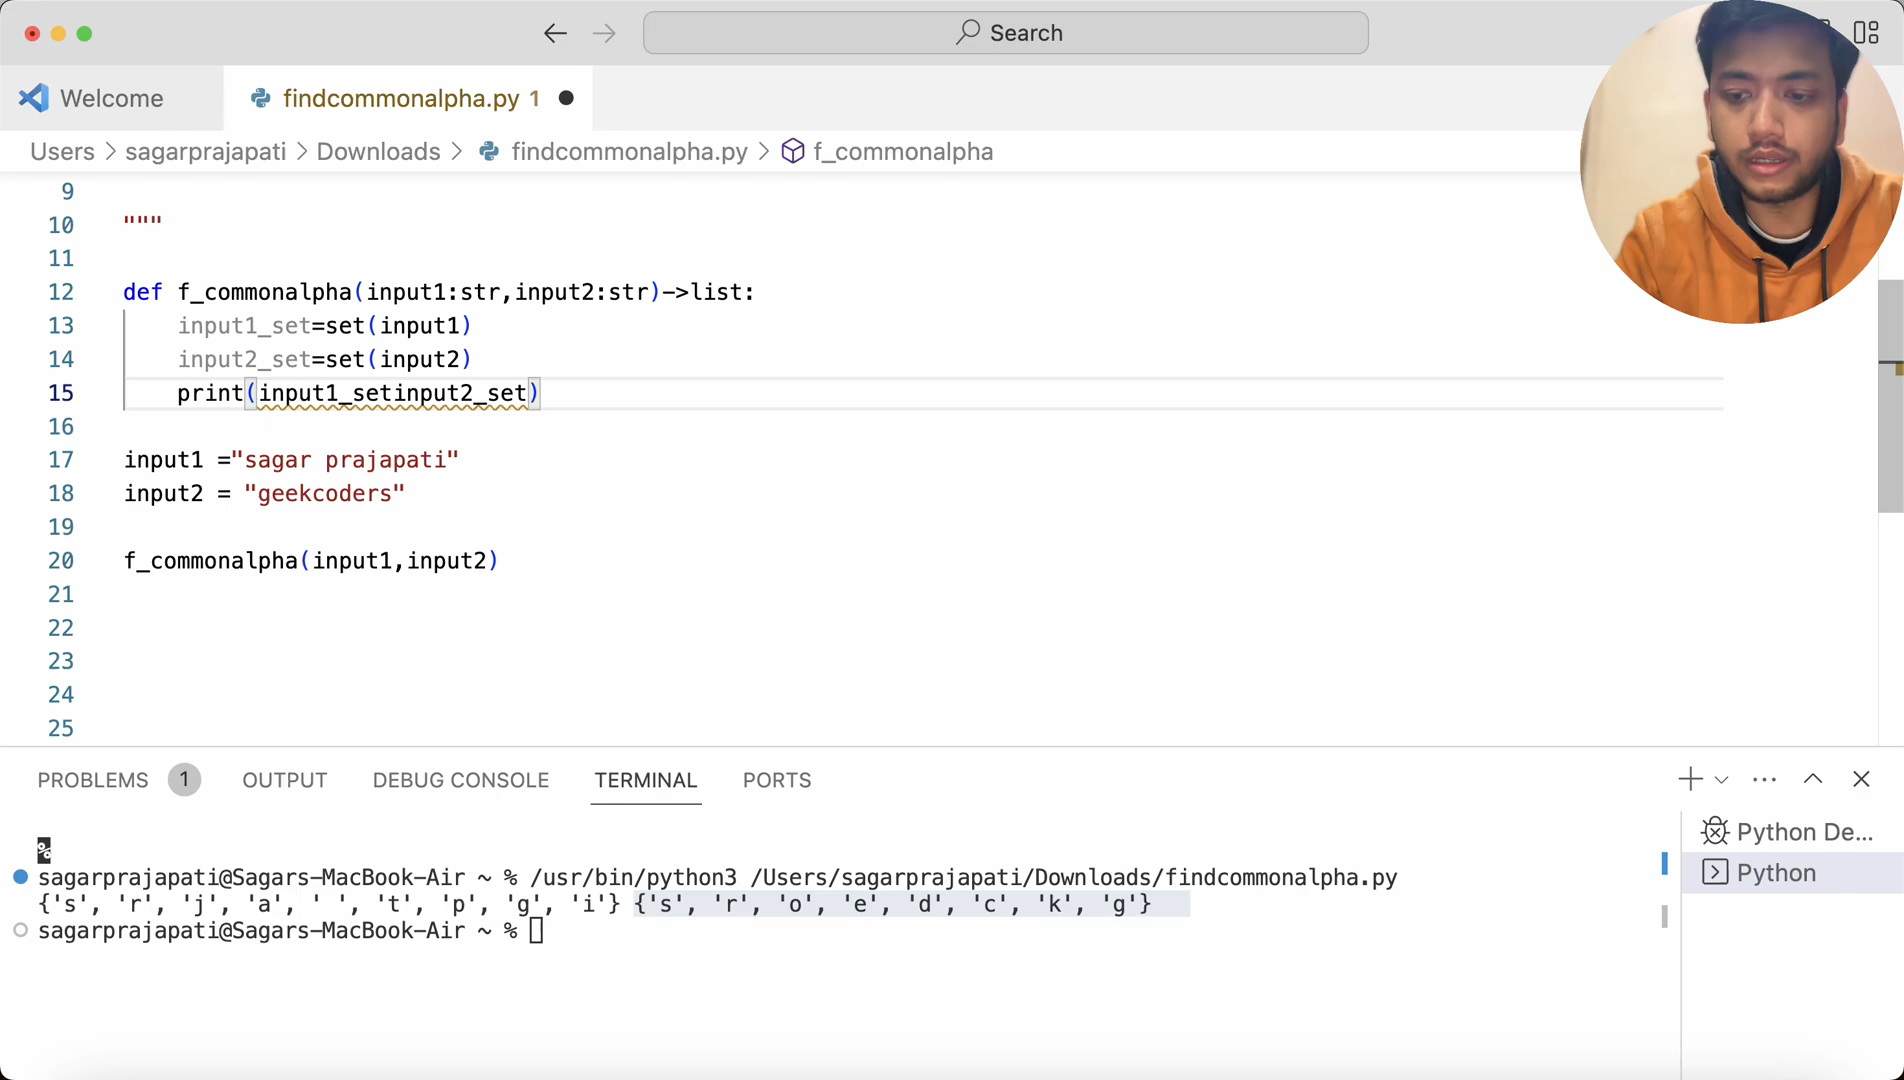 Search
Welcome
findcommonalpha.py 1
Users > sagarprajapati > Downloads > findcommonalpha.py > f_commonalpha
9
10 """
11
12 def f_commonalpha(input1:str,input2:str)->list:
13 input1_set=set(input1)
14 input2_set=set(input2)
15 print(input1_setinput2_set)
16
17 input1 ="sagar prajapati"
18 input2 = "geekcoders"
19
20 f_commonalpha(input1,input2)
21
22
23
24
25
PROBLEMS 1 OUTPUT DEBUG CONSOLE TERMINAL PORTS
%
sagarprajapati@Sagars-MacBook-Air ~ % /usr/bin/python3 /Users/sagarprajapati/Downloads/findcommonalpha.py
{'s', 'r', 'j', 'a', ' ', 't', 'p', 'g', 'i'} {'s', 'r', 'o', 'e', 'd', 'c', 'k', 'g'}
sagarprajapati@Sagars-MacBook-Air ~ %
Python De...
Python